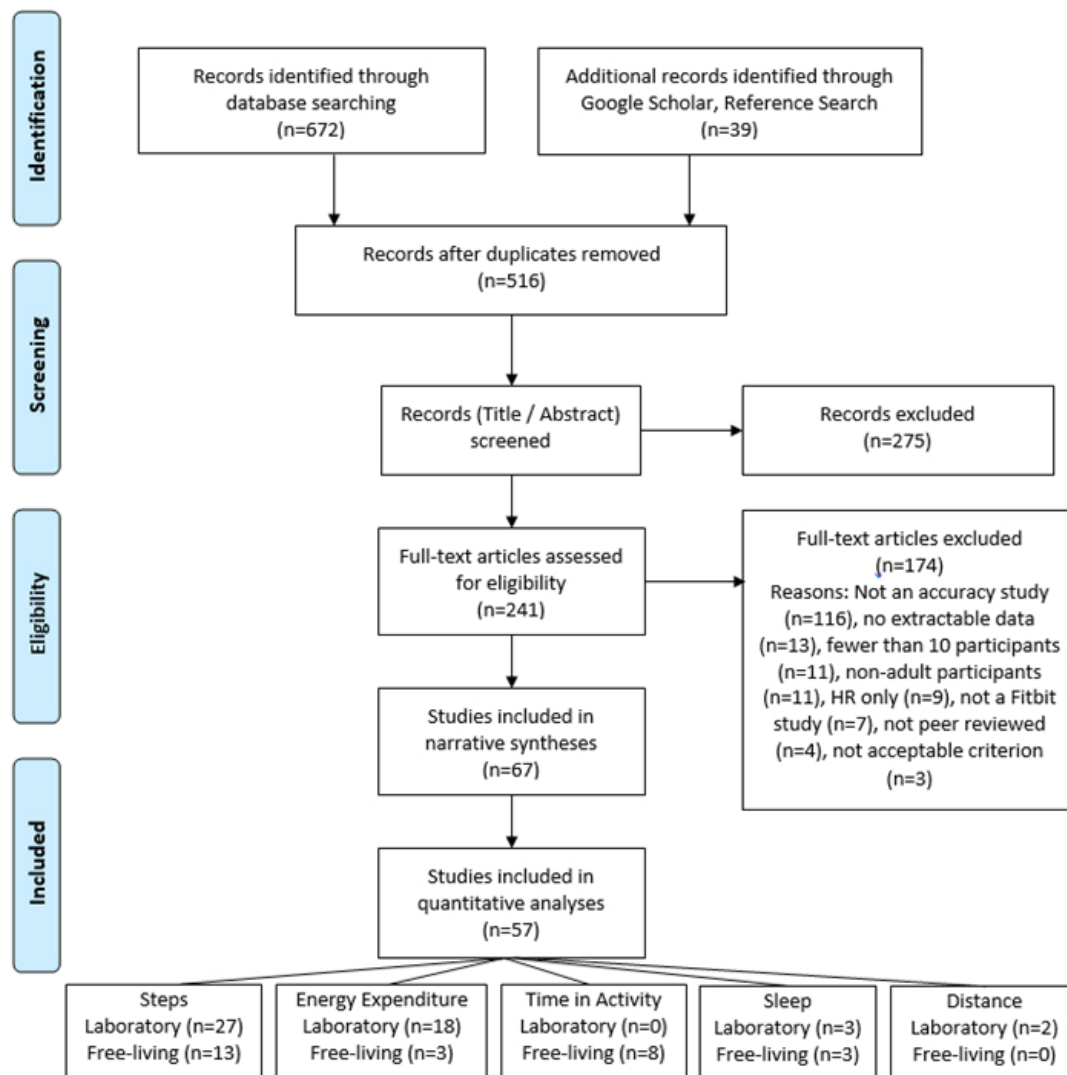 Identification
Records identified through
database searching
(n=672)
Additional records identified through
Google Scholar, Reference Search
(n=39)
Records after duplicates removed
(n=516)
Screening
Records (Title / Abstract)
screened
Records excluded
(n=275)
Eligibility
Full-text articles assessed
for eligibility
(n=241)
Full-text articles excluded
(n=174)
Reasons: Not an accuracy study
(n=116), no extractable data
(n=13), fewer than 10 participants
(n=11), non-adult participants
(n=11), HR only (n=9), not a Fitbit
study (n=7), not peer reviewed
(n=4), not acceptable criterion
(n=3)
Studies included in
narrative syntheses
(n=67)
Included
Studies included in
quantitative analyses
(n=57)
Steps
Laboratory (n=27)
Free-living (n=13)
Energy Expenditure
Laboratory (n=18)
Free-living (n=3)
Time in Activity
Laboratory (n=0)
Free-living (n=8)
Sleep
Laboratory (n=3)
Free-living (n=3)
Distance
Laboratory (n=2)
Free-living (n=0)